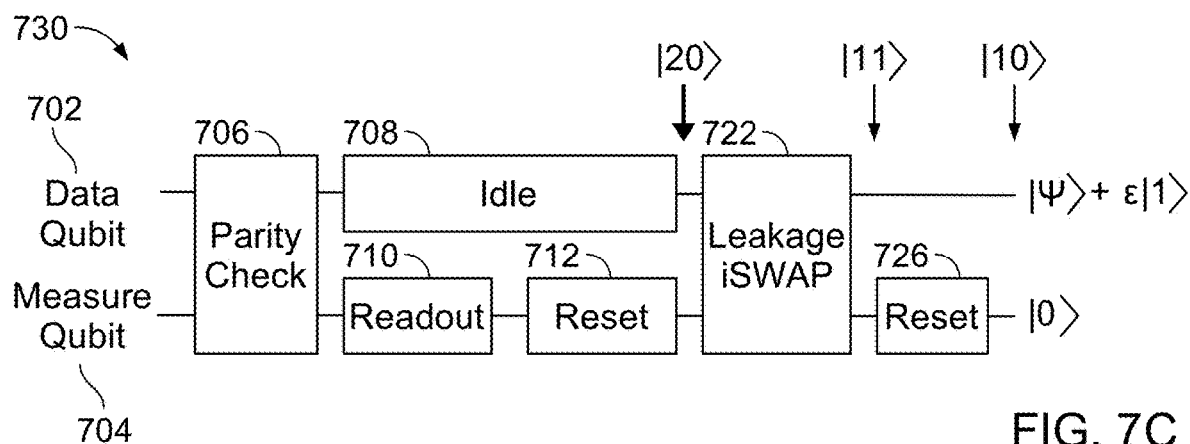 730
|20⟩ |11⟩ |10⟩
702 706 708 722
Data Qubit
Idle
|Ψ⟩ + ε|1⟩
Parity Check
Leakage iSWAP
710 712 726
Measure Qubit
Readout
Reset
Reset
|0⟩
704
FIG. 7C